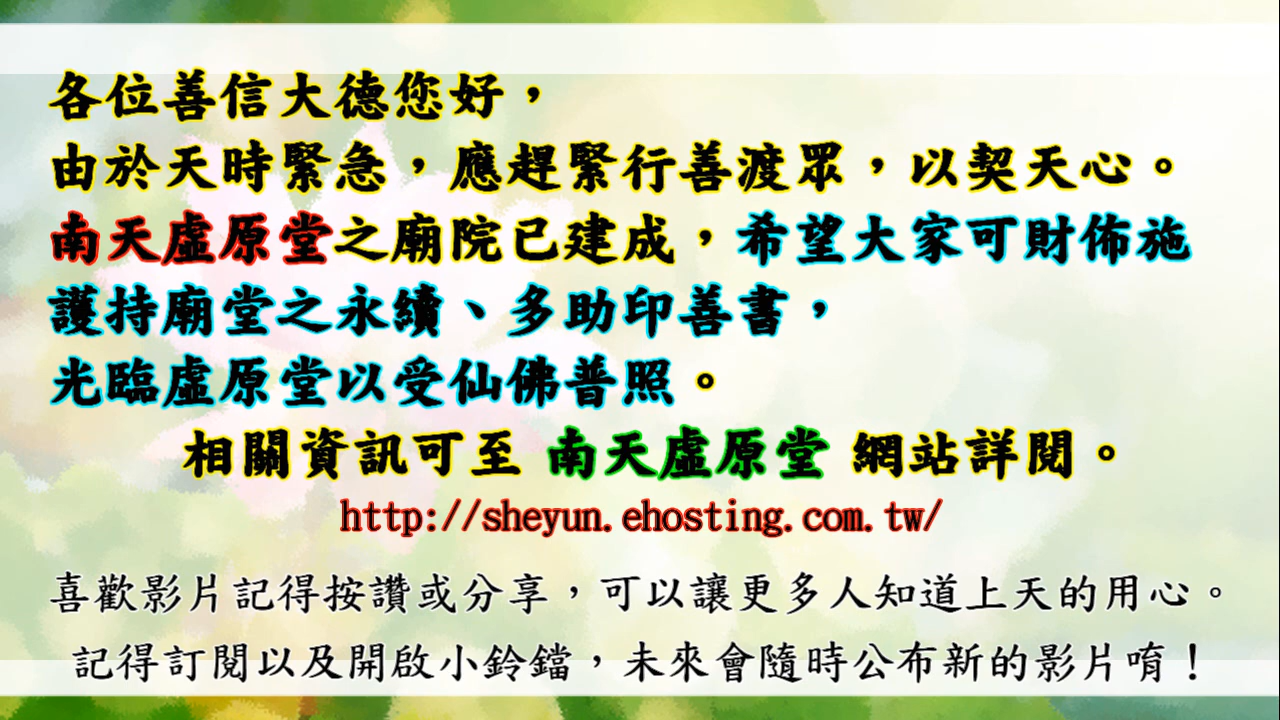 各位善信大德您好，
由於天時緊急，應趕緊行善渡眾，以契天心。
南天虛原堂之廟院已建成，希望大家可財佈施
護持廟堂之永續、多助印善書，
光臨虛原堂以受仙佛普照。
相關資訊可至 南天虛原堂 網站詳閱。
http://sheyun.ehosting.com.tw/
喜歡影片記得按讚或分享，可以讓更多人知道上天的用心。
記得訂閱以及開啟小鈴鐺，未來會隨時公布新的影片唷！